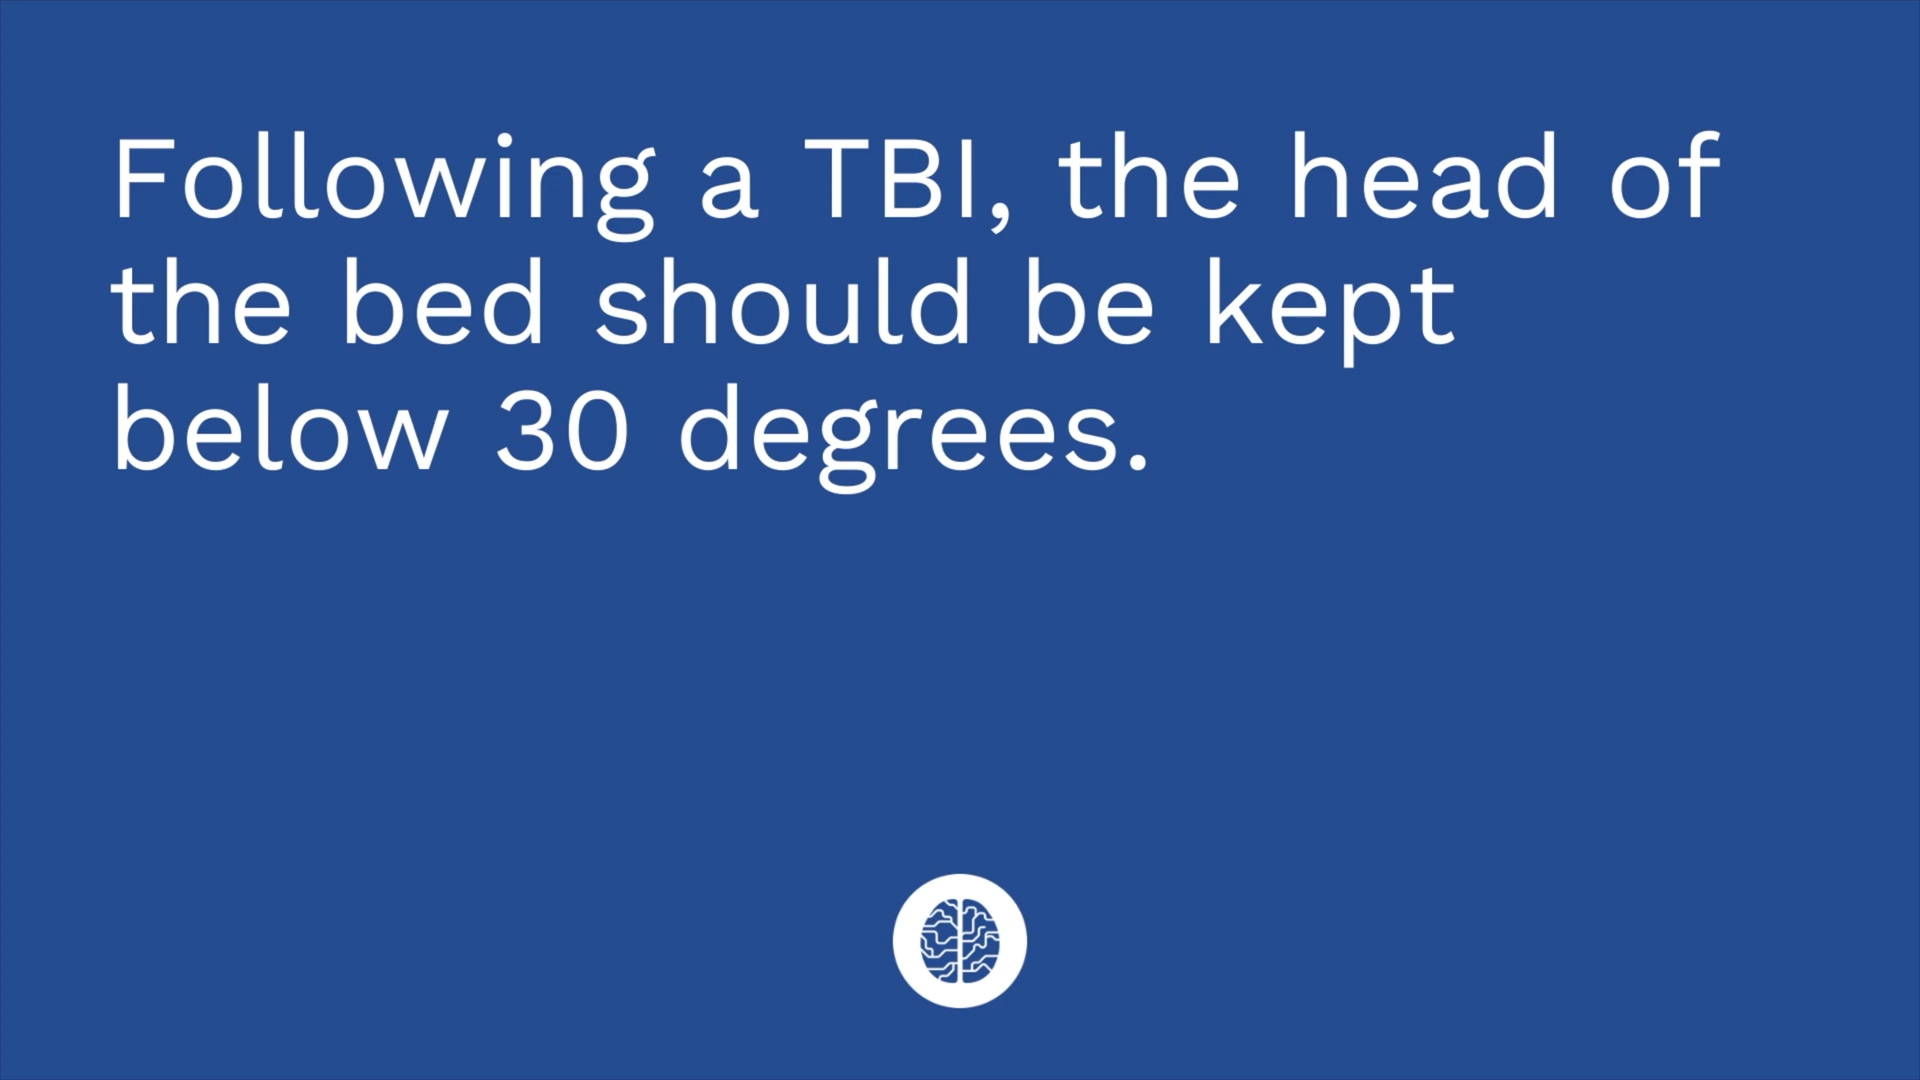 Following a TBI, the head of
the bed should be kept
below 30 degrees.